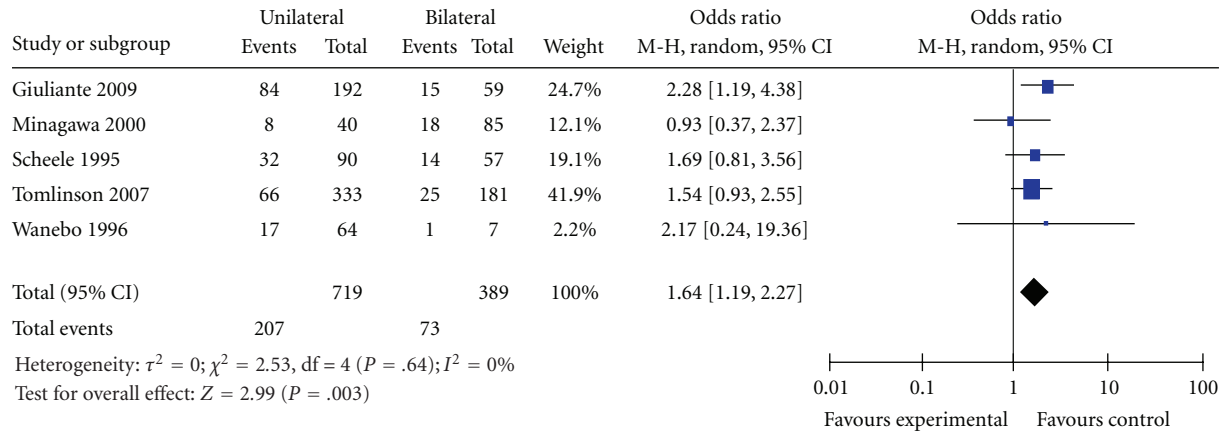 Unilateral Bilateral Odds ratio Odds ratio
Study or subgroup Events Total Events Total Weight M-H, random, 95% CI M-H, random, 95% CI
Giuliante 2009 84 192 15 59 24.7% 2.28 [1.19, 4.38]
Minagawa 2000 8 40 18 85 12.1% 0.93 [0.37, 2.37]
Scheele 1995 32 90 14 57 19.1% 1.69 [0.81, 3.56]
Tomlinson 2007 66 333 25 181 41.9% 1.54 [0.93, 2.55]
Wanebo 1996 17 64 1 7 2.2% 2.17 [0.24, 19.36]
Total (95% CI) 719 389 100% 1.64 [1.19, 2.27]
Total events 207 73
Heterogeneity: τ² = 0; χ² = 2.53, df = 4 (P = .64); I² = 0%
Test for overall effect: Z = 2.99 (P = .003)
0.01 0.1 1 10 100
Favours experimental Favours control